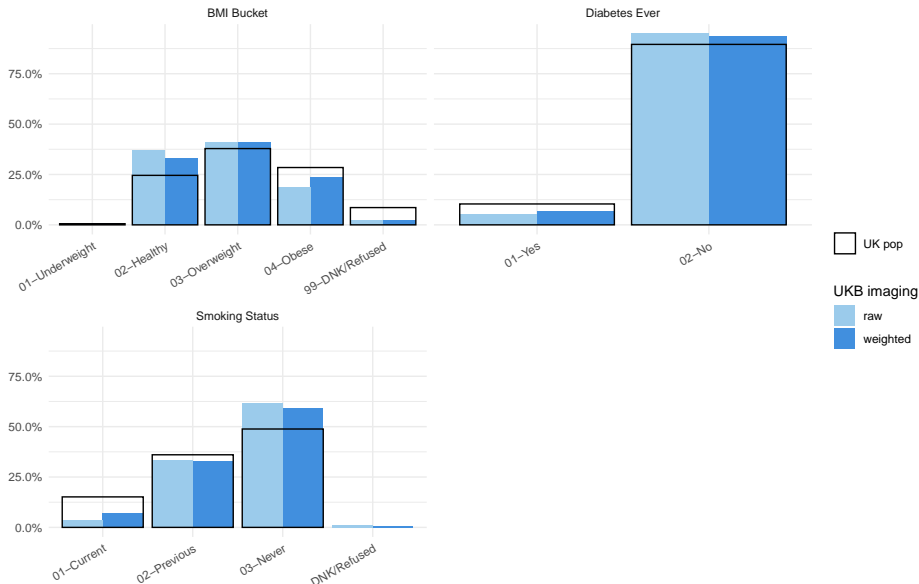 BMI Bucket
Diabetes Ever
75.0%
50.0%
25.0%
0.0%
01–Underweight
02–Healthy
03–Overweight
04–Obese
99–DNK/Refused
01–Yes
02–No
UK pop
UKB imaging
raw
weighted
Smoking Status
75.0%
50.0%
25.0%
0.0%
01–Current
02–Previous
03–Never
DNK/Refused